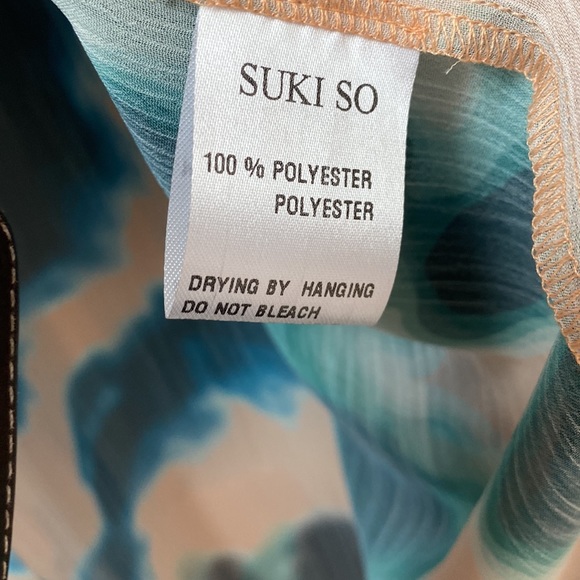 SUKI SO
100 % POLYESTER
POLYESTER
DRYING BY HANGING
DO NOT BLEACH